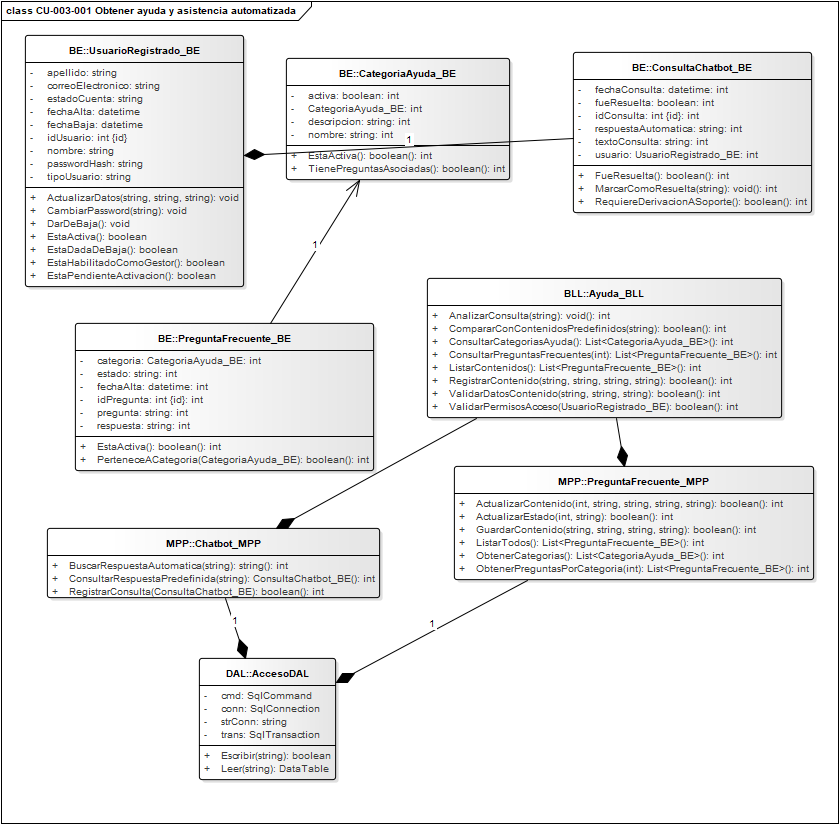 class CU-003-001 Obtener ayuda y asistencia automatizada
BE::UsuarioRegistrado_BE
- apellido: string
- correoElectronico: string
- estadoCuenta: string
- fechaAlta: datetime
- fechaBaja: datetime
- idUsuario: int {id}
- nombre: string
- passwordHash: string
- tipoUsuario: string
+ ActualizarDatos(string, string, string): void
+ CambiarPassword(string): void
+ DarDeBaja(): void
+ EstaActiva(): boolean
+ EstaDadaDeBaja(): boolean
+ EstaHabilitadoComoGestor(): boolean
+ EstaPendienteActivacion(): boolean
BE::CategoriaAyuda_BE
- activa: boolean: int
- CategoriaAyuda_BE: int
- descripcion: string: int
- nombre: string: int
+ EstaActiva(): boolean(): int
+ TienePreguntasAsociadas(): boolean(): int
BE::ConsultaChatbot_BE
- fechaConsulta: datetime: int
- fueResuelta: boolean: int
- idConsulta: int {id}: int
- respuestaAutomatica: string: int
- textoConsulta: string: int
- usuario: UsuarioRegistrado_BE: int
+ FueResuelta(): boolean(): int
+ MarcarComoResuelta(string): void(): int
+ RequiereDerivacionASoporte(): boolean(): int
1
1
BE::PreguntaFrecuente_BE
- categoria: CategoriaAyuda_BE: int
- estado: string: int
- fechaAlta: datetime: int
- idPregunta: int {id}: int
- pregunta: string: int
- respuesta: string: int
+ EstaActiva(): boolean(): int
+ PerteneceACategoria(CategoriaAyuda_BE): boolean(): int
BLL::Ayuda_BLL
+ AnalizarConsulta(string): void(): int
+ CompararConContenidosPredefinidos(string): boolean(): int
+ ConsultarCategoriasAyuda(): List<CategoriaAyuda_BE>(): int
+ ConsultarPreguntasFrecuentes(int): List<PreguntaFrecuente_BE>(): int
+ ListarContenidos(): List<PreguntaFrecuente_BE>(): int
+ RegistrarContenido(string, string, string): boolean(): int
+ ValidarDatosContenido(string, string, string): boolean(): int
+ ValidarPermisosAcceso(UsuarioRegistrado_BE): boolean(): int
MPP::PreguntaFrecuente_MPP
+ ActualizarContenido(int, string, string, string, string): boolean(): int
+ ActualizarEstado(int, string): boolean(): int
+ GuardarContenido(string, string, string, string): boolean(): int
+ ListarTodos(): List<PreguntaFrecuente_BE>(): int
+ ObtenerCategorias(): List<CategoriaAyuda_BE>(): int
+ ObtenerPreguntasPorCategoria(int): List<PreguntaFrecuente_BE>(): int
MPP::Chatbot_MPP
+ BuscarRespuestaAutomatica(string): string(): int
+ ConsultarRespuestaPredefinida(string): ConsultaChatbot_BE(): int
+ RegistrarConsulta(ConsultaChatbot_BE): boolean(): int
1
1
DAL::AccesoDAL
- cmd: SqlCommand
- conn: SqlConnection
- strConn: string
- trans: SqlTransaction
+ Escribir(string): boolean
+ Leer(string): DataTable